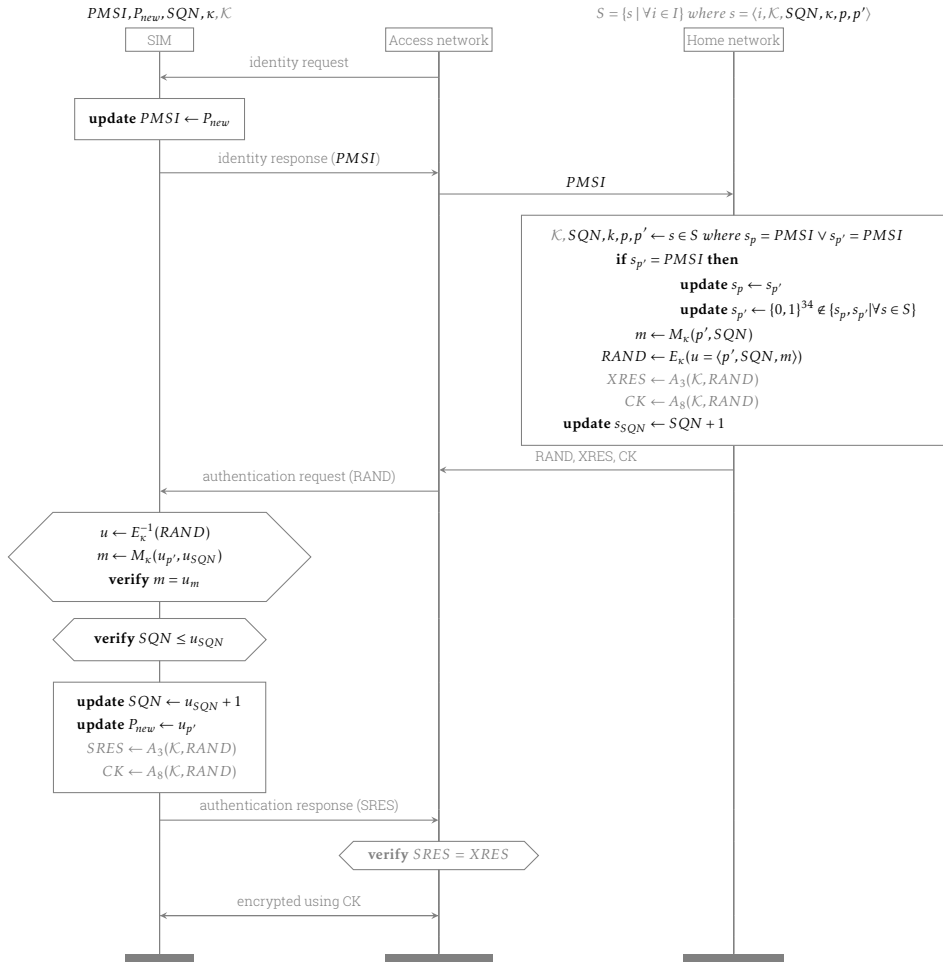 PMSI, P_new, SQN, κ, 𝒦
S = {s | ∀i ∈ I} where s = ⟨i, 𝒦, SQN, κ, p, p′⟩
SIM
Access network
Home network
identity request
update PMSI ← P_new
identity response (PMSI)
PMSI
𝒦, SQN, k, p, p′ ← s ∈ S where s_p = PMSI ∨ s_p′ = PMSI
if s_p′ = PMSI then
update s_p ← s_p′
update s_p′ ← {0, 1}^34 ∉ {s_p, s_p′|∀s ∈ S}
m ← M_κ(p′, SQN)
RAND ← E_κ(u = ⟨p′, SQN, m⟩)
XRES ← A_3(𝒦, RAND)
CK ← A_8(𝒦, RAND)
update s_SQN ← SQN + 1
RAND, XRES, CK
authentication request (RAND)
u ← E_κ^−1(RAND)
m ← M_κ(u_p′, u_SQN)
verify m = u_m
verify SQN ≤ u_SQN
update SQN ← u_SQN + 1
update P_new ← u_p′
SRES ← A_3(𝒦, RAND)
CK ← A_8(𝒦, RAND)
authentication response (SRES)
verify SRES = XRES
encrypted using CK